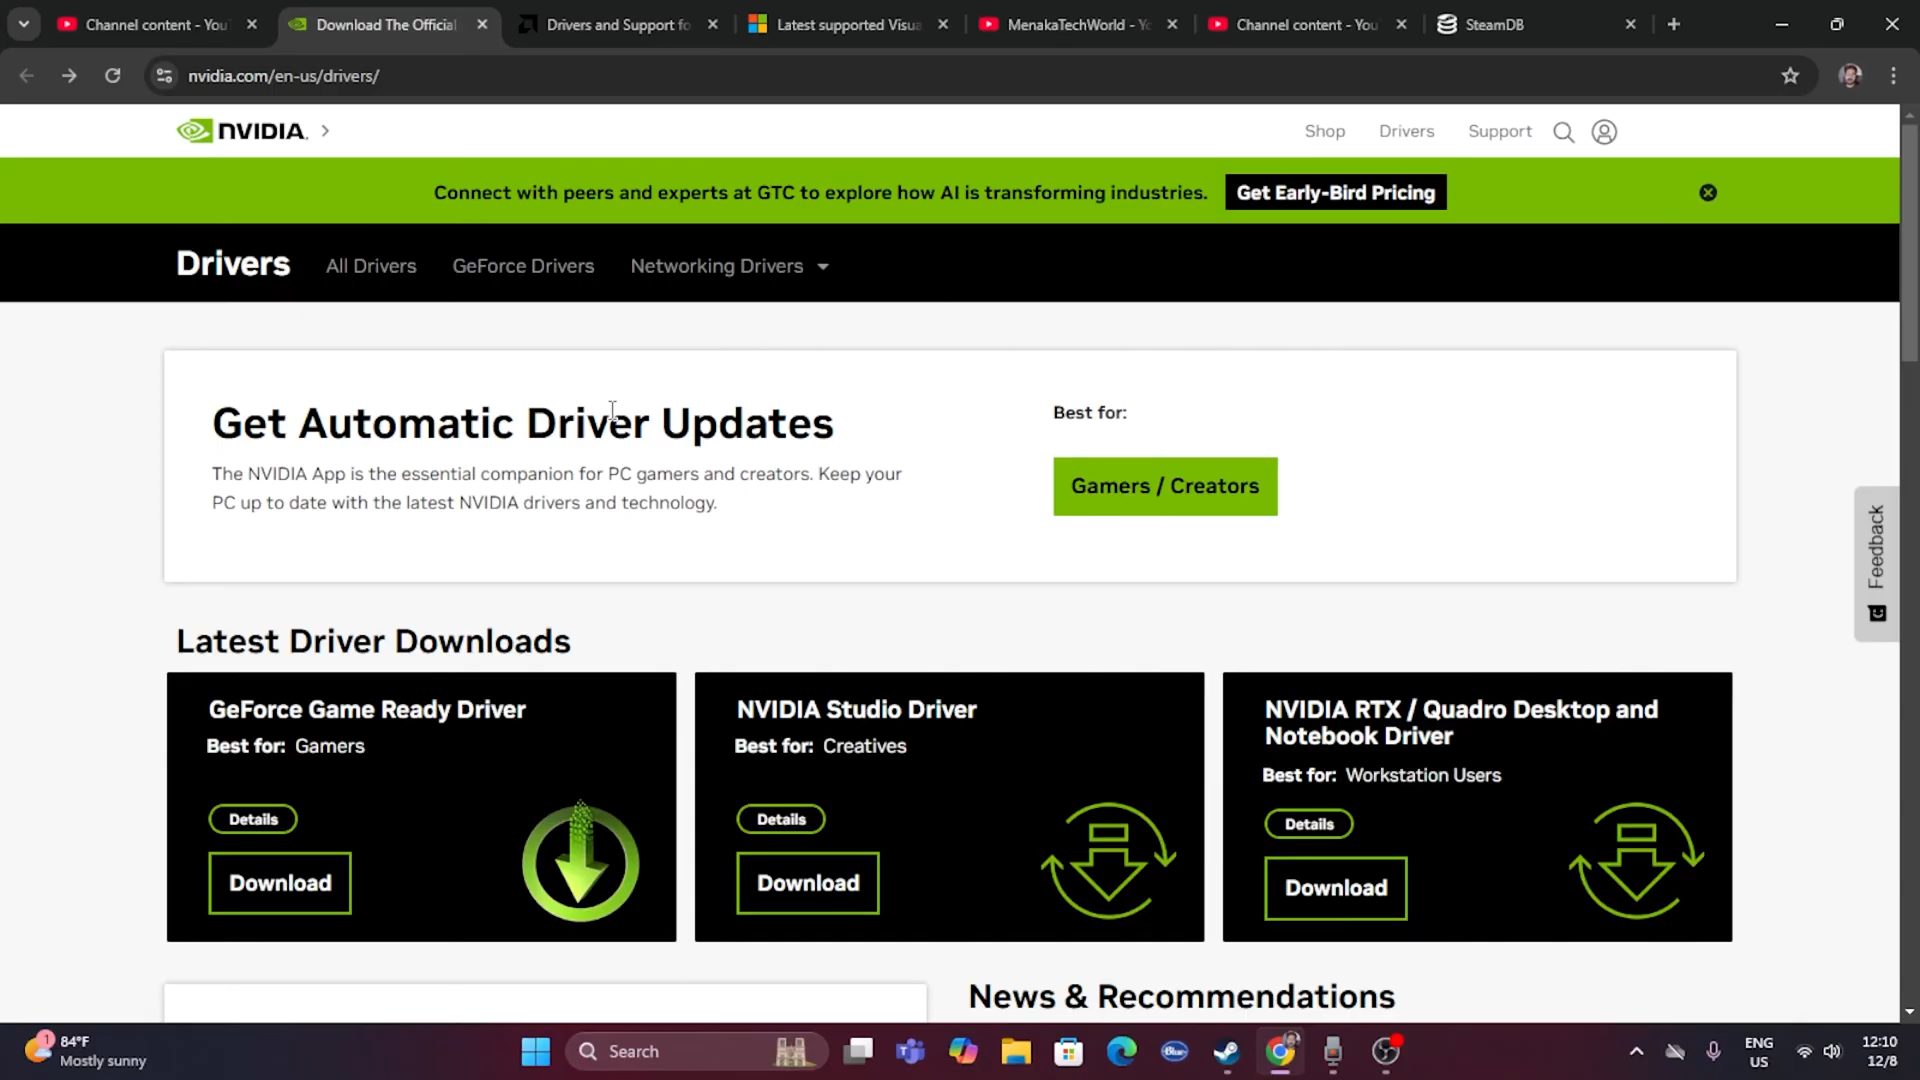 Channel content - You
Download The Official
Drivers and Support fo
Latest supported Visua
MenakaTechWorld - Yo
Channel content - You
SteamDB
nvidia.com/en-us/drivers/
NVIDIA.
Shop
Drivers
Support
Connect with peers and experts at GTC to explore how AI is transforming industries.
Get Early-Bird Pricing
Drivers
All Drivers
GeForce Drivers
Networking Drivers
Get Automatic Driver Updates
The NVIDIA App is the essential companion for PC gamers and creators. Keep your
PC up to date with the latest NVIDIA drivers and technology.
Best for:
Gamers / Creators
Feedback
Latest Driver Downloads
GeForce Game Ready Driver
Best for: Gamers
Details
Download
NVIDIA Studio Driver
Best for: Creatives
Details
Download
NVIDIA RTX / Quadro Desktop and
Notebook Driver
Best for: Workstation Users
Details
Download
News & Recommendations
1
84°F
Mostly sunny
Search
Blue
ENG
US
12:10
12/8